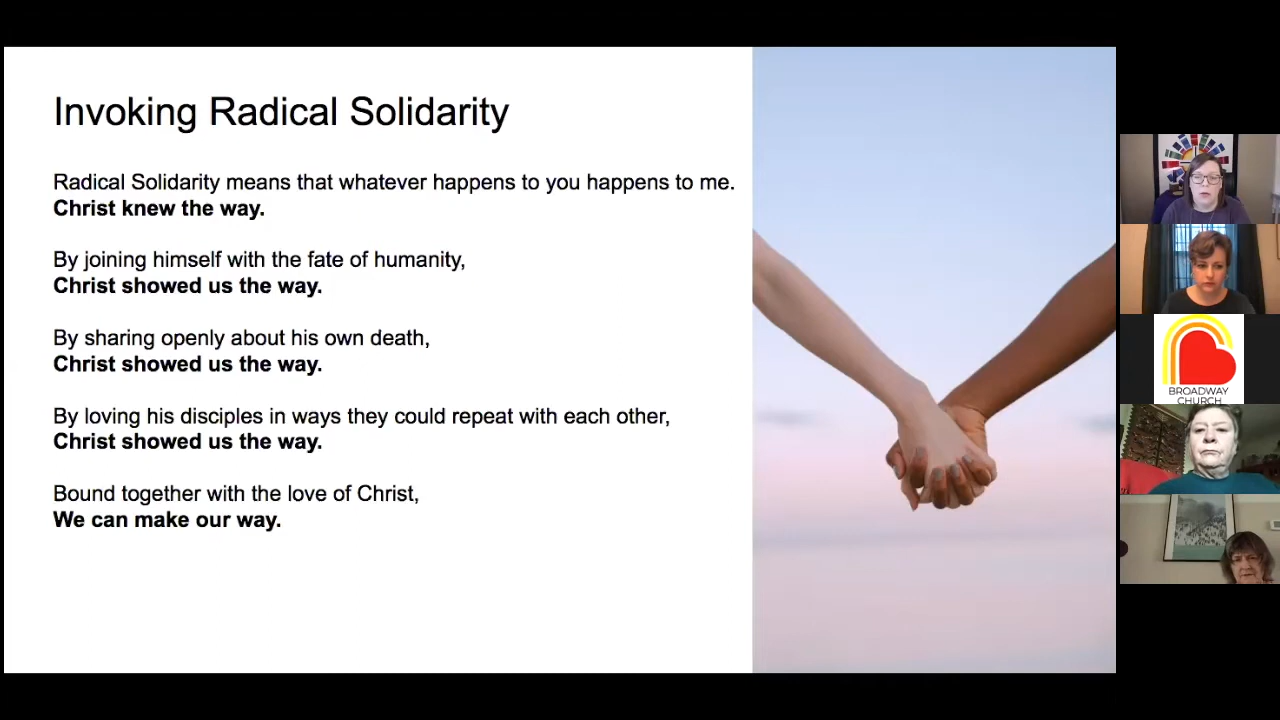 Invoking Radical Solidarity
Radical Solidarity means that whatever happens to you happens to me.
Christ knew the way.
By joining himself with the fate of humanity,
Christ showed us the way.
By sharing openly about his own death,
Christ showed us the way.
By loving his disciples in ways they could repeat with each other,
Christ showed us the way.
Bound together with the love of Christ,
We can make our way.
BROADWAY
CHURCH